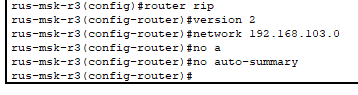 rus-msk-r3(config)#router rip
rus-msk-r3(config-router)#version 2
rus-msk-r3(config-router)#network 192.168.103.0
rus-msk-r3(config-router)#no a
rus-msk-r3(config-router)#no auto-summary
rus-msk-r3(config-router)#